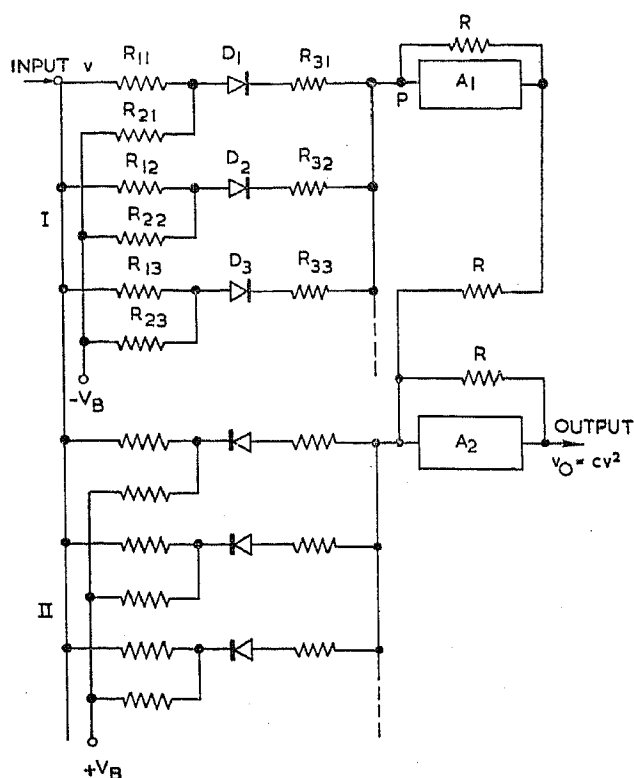 R
INPUT v
R11
D1
R31
P
A1
R21
R12
D2
R32
I
R22
R13
D3
R33
R
R23
-VB
R
OUTPUT
A2
vO = cv²
II
+VB